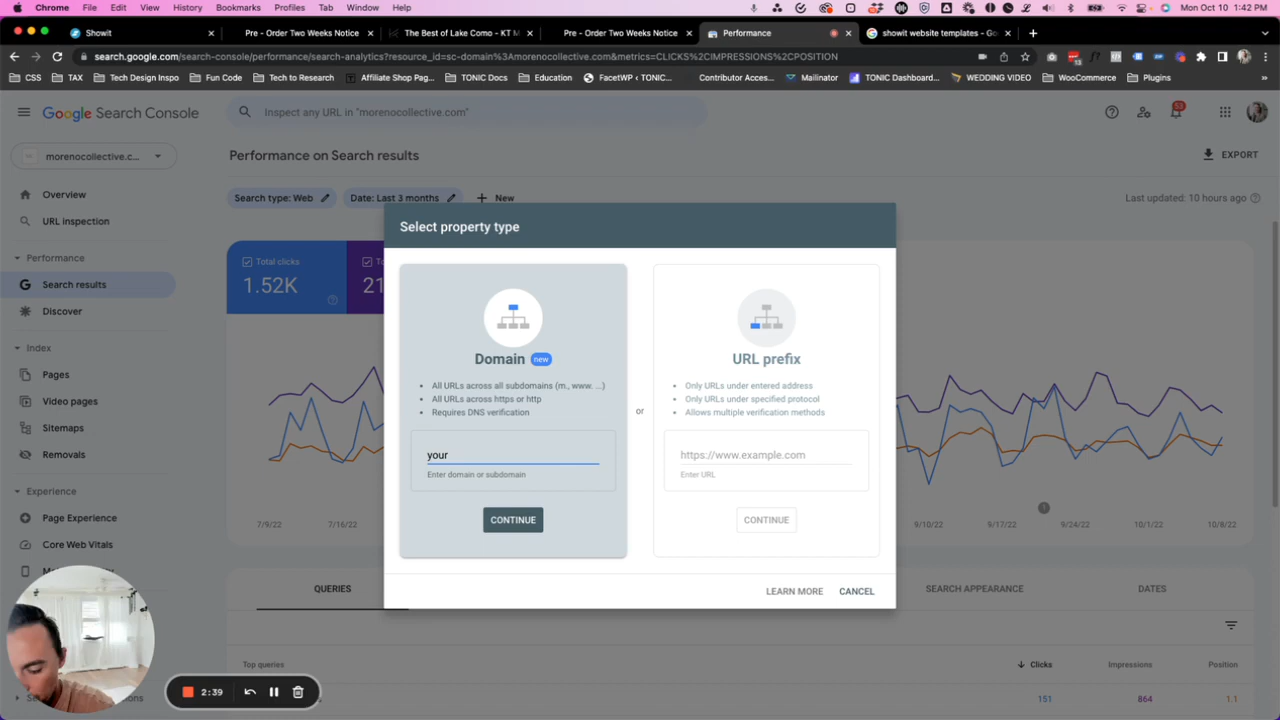 Chrome File Edit View History Bookmarks Profiles Tab Window Help Mon Oct 10 1:42 PM
Showit Pre - Order Two Weeks Notice The Best of Lake Como - KT M Pre - Order Two Weeks Notice Performance showit website templates - Go
search.google.com/search-console/performance/search-analytics?resource_id=sc-domain%3Amorenocollective.com&metrics=CLICKS%2CIMPRESSIONS%2CPOSITION
CSS TAX Tech Design Inspo Fun Code Tech to Research Affiliate Shop Pag... TONIC Docs Education FacetWP ‹ TONIC... Contributor Acces... Mailinator TONIC Dashboard... WEDDING VIDEO WooCommerce Plugins »
Google Search Console
Inspect any URL in "morenocollective.com"
53
morenocollective.c...
Performance on Search results
EXPORT
Overview
URL inspection
Performance
Search results
Discover
Index
Pages
Video pages
Sitemaps
Removals
Experience
Page Experience
Core Web Vitals
Search type: Web
Date: Last 3 months
New
Last updated: 10 hours ago
Total clicks
1.52K
21
Select property type
Domain new
All URLs across all subdomains (m., www. ...)
All URLs across https or http
Requires DNS verification
your
Enter domain or subdomain
CONTINUE
or
URL prefix
Only URLs under entered address
Only URLs under specified protocol
Allows multiple verification methods
https://www.example.com
Enter URL
CONTINUE
LEARN MORE
CANCEL
7/9/22 7/16/22 9/10/22 9/17/22 9/24/22 10/1/22 10/8/22
QUERIES SEARCH APPEARANCE DATES
Top queries Clicks Impressions Position
151 864 1.1
2:39